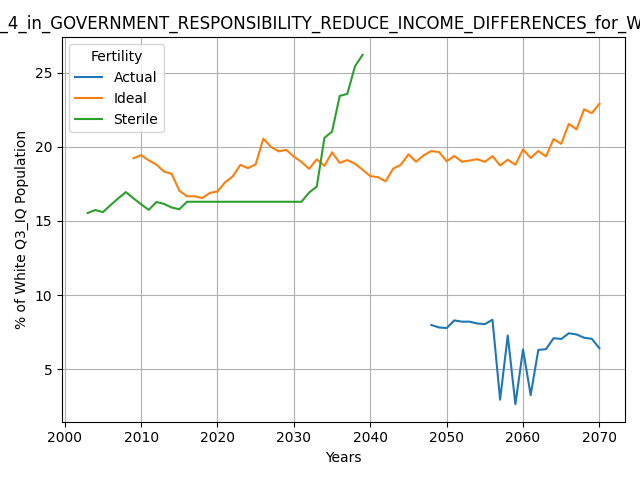 _4_in_GOVERNMENT_RESPONSIBILITY_REDUCE_INCOME_DIFFERENCES_for_W
Fertility
Actual
Ideal
Sterile
% of White Q3_IQ Population
25
20
15
10
5
2000 2010 2020 2030 2040 2050 2060 2070
Years